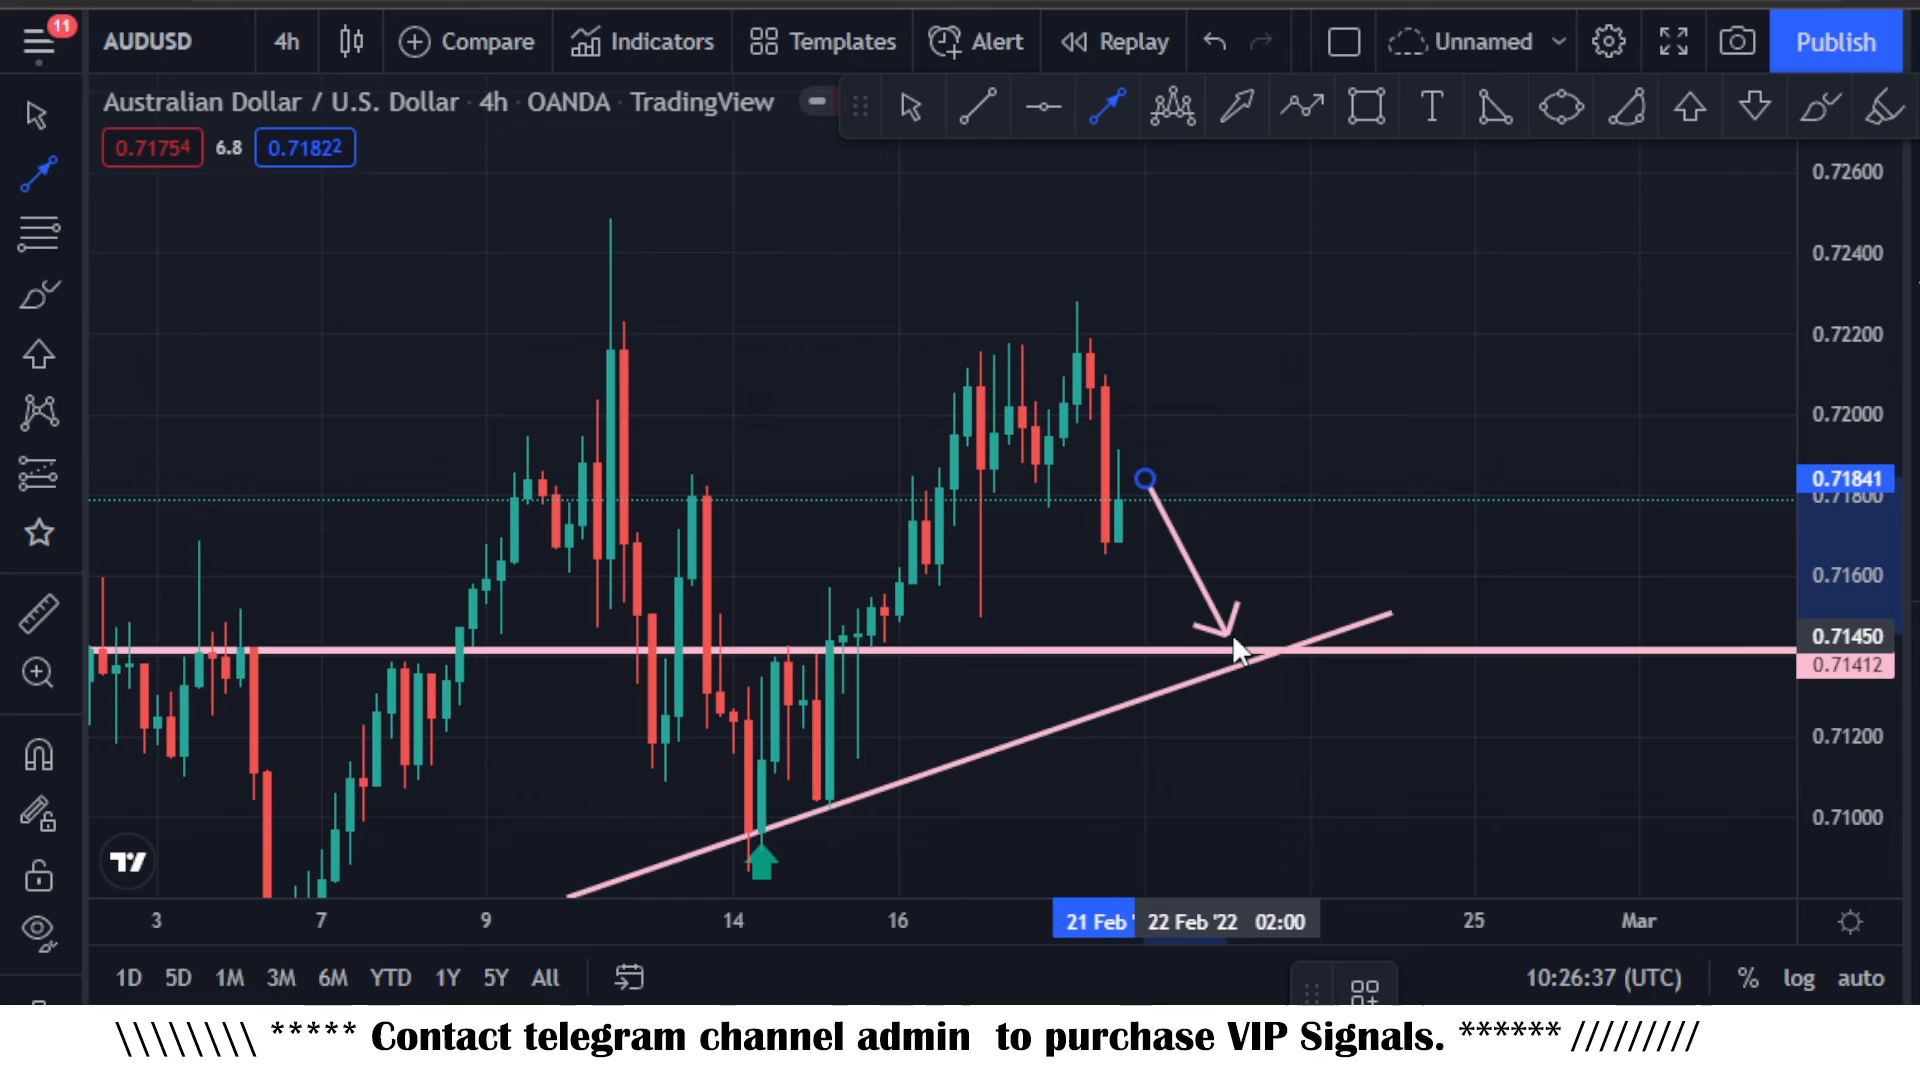 11
AUDUSD 4h Compare Indicators Templates Alert Replay Unnamed Publish
Australian Dollar / U.S. Dollar · 4h · OANDA · TradingView
0.71754 6.8 0.71822
T
0.72600
0.72400
0.72200
0.72000
0.71841
0.71800
0.71600
0.71450
0.71412
0.71200
0.71000
3 7 9 14 16 21 Feb ' 22 Feb '22 02:00 25 Mar
1D 5D 1M 3M 6M YTD 1Y 5Y All 10:26:37 (UTC) % log auto
\\\\\\\\ ***** Contact telegram channel admin to purchase VIP Signals. ****** /////////